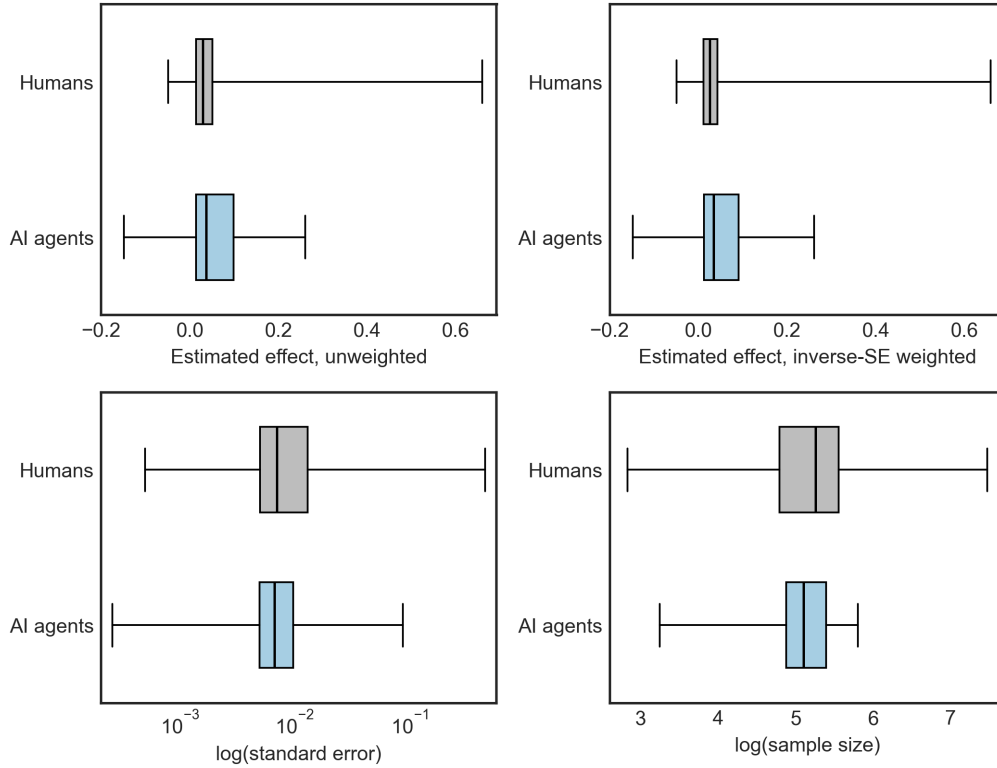 Humans
AI agents
−0.2 0.0 0.2 0.4 0.6
Estimated effect, unweighted
Humans
AI agents
−0.2 0.0 0.2 0.4 0.6
Estimated effect, inverse-SE weighted
Humans
AI agents
10⁻³ 10⁻² 10⁻¹
log(standard error)
Humans
AI agents
3 4 5 6 7
log(sample size)